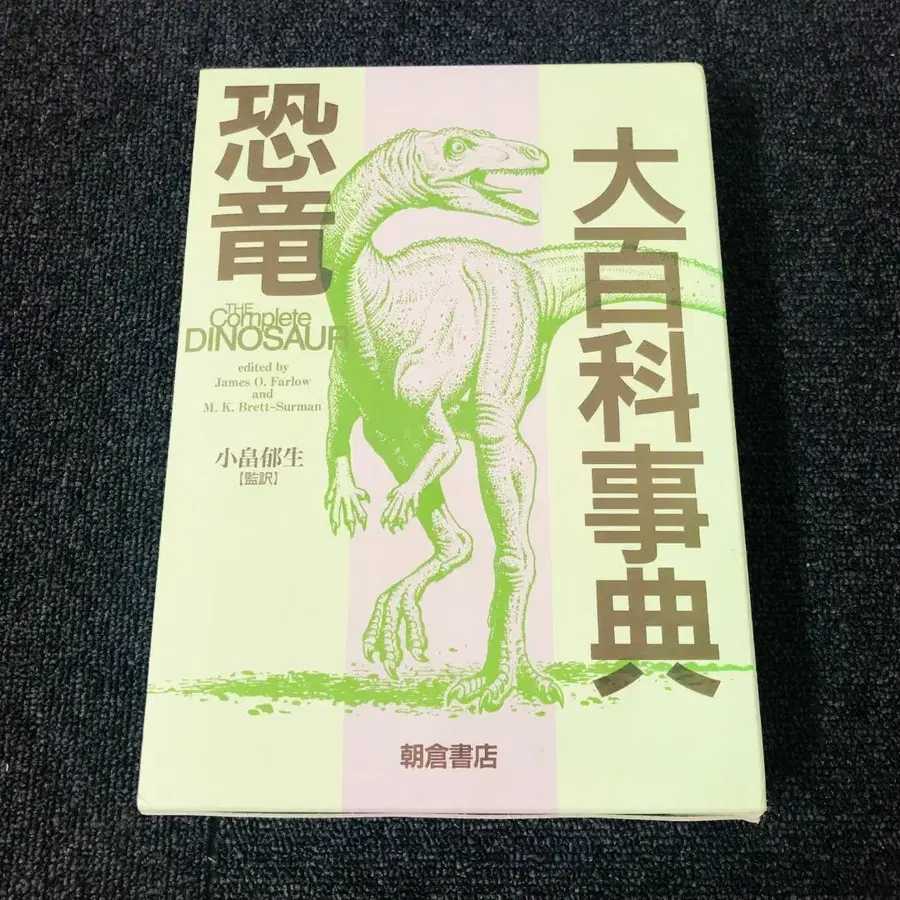 恐竜
大百科事典
THE
Complete
DINOSAUR
edited by
James O. Farlow
and
M. K. Brett-Surman
小畠郁生
【監訳】
朝倉書店